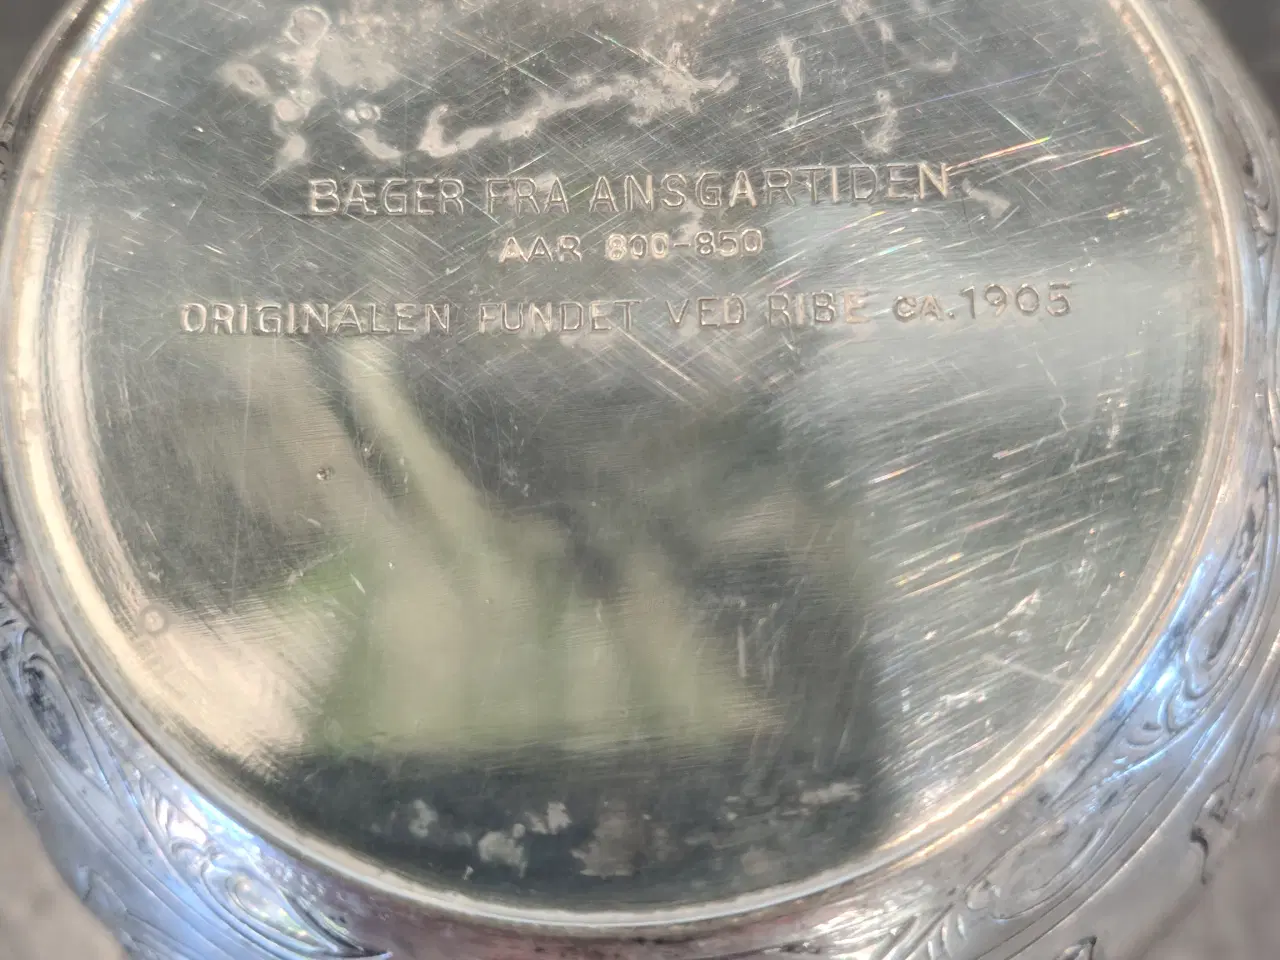 BÆGER FRA ANSGARTIDEN
AAR 800-850
ORIGINALEN FUNDET VED RIBE CA.1905